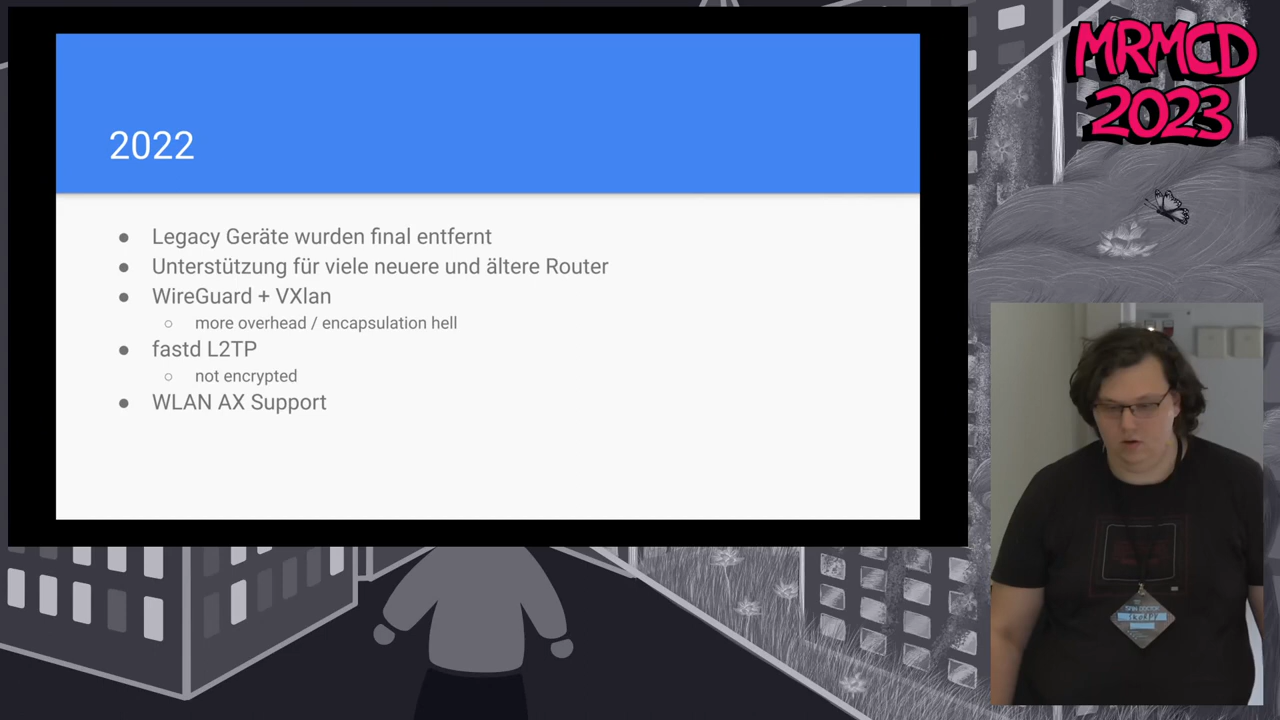 MRMCD
2023
2022
Legacy Geräte wurden final entfernt
Unterstützung für viele neuere und ältere Router
WireGuard + VXlan
more overhead / encapsulation hell
fastd L2TP
not encrypted
WLAN AX Support